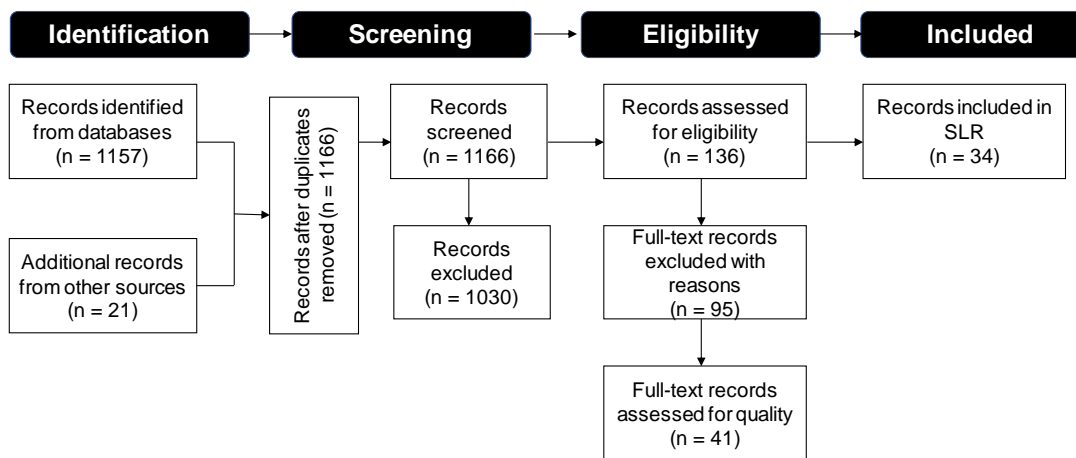 Identification
Screening
Eligibility
Included
Records identified
from databases
(n = 1157)
Additional records
from other sources
(n = 21)
Records after duplicates
removed (n = 1166)
Records
screened
(n = 1166)
Records
excluded
(n = 1030)
Records assessed
for eligibility
(n = 136)
Full-text records
excluded with
reasons
(n = 95)
Full-text records
assessed for quality
(n = 41)
Records included in
SLR
(n = 34)